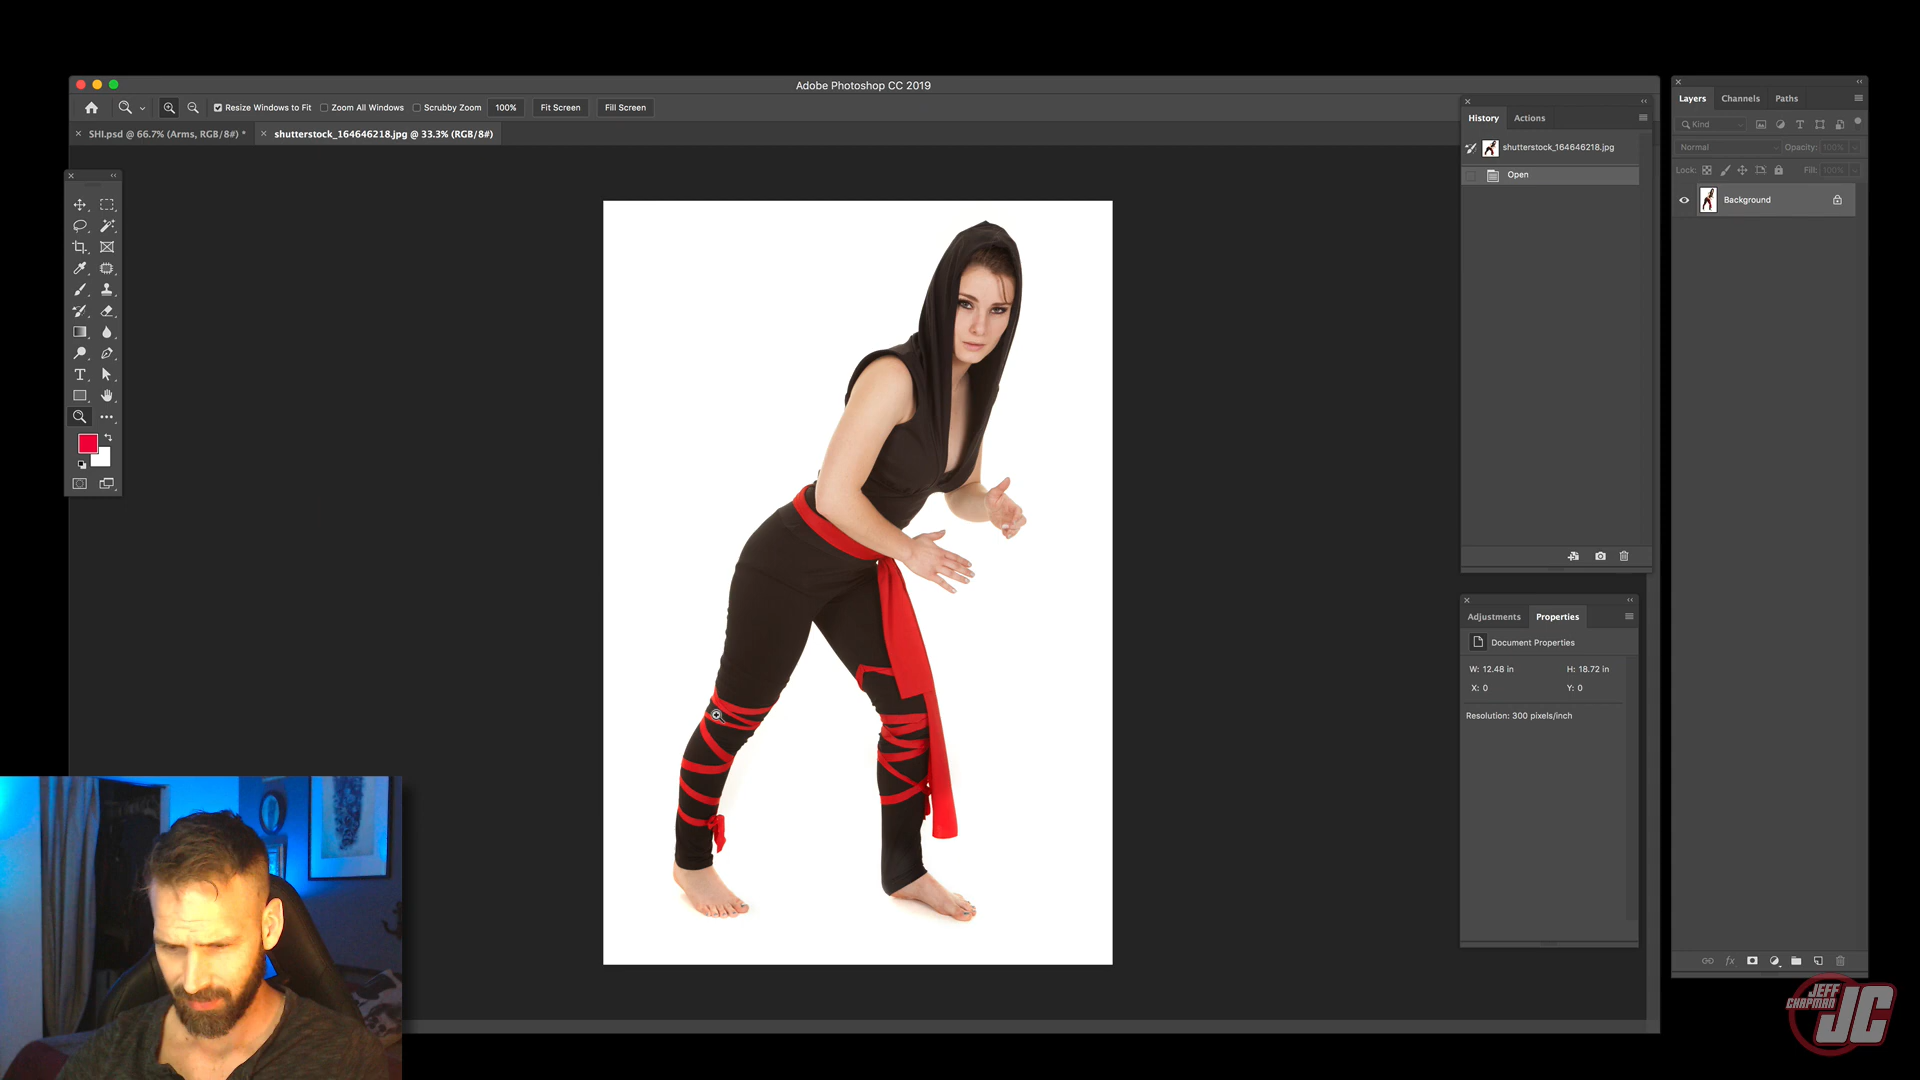 Adobe Photoshop CC 2019
Resize Windows to Fit Zoom All Windows Scrubby Zoom 100% Fit Screen Fill Screen
SHI.psd @ 66.7% (Arms, RGB/8#) * shutterstock_164646218.jpg @ 33.3% (RGB/8#)
History Actions
shutterstock_164646218.jpg
Open
Adjustments Properties
Document Properties
W: 12.48 in H: 18.72 in
X: 0 Y: 0
Resolution: 300 pixels/inch
Layers Channels Paths
Kind
Normal Opacity: 100%
Lock: Fill: 100%
Background
fx
JEFF
CHAPMAN
JC